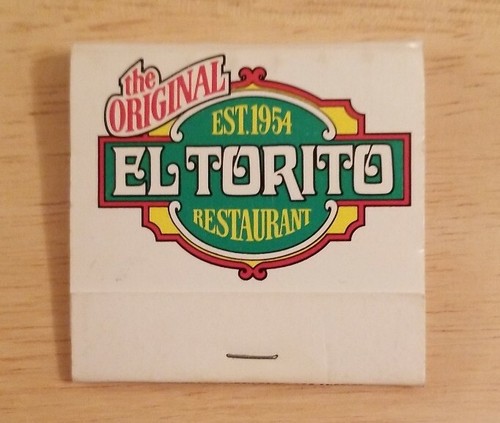 the
ORIGINAL
EST. 1954
EL TORITO
RESTAURANT